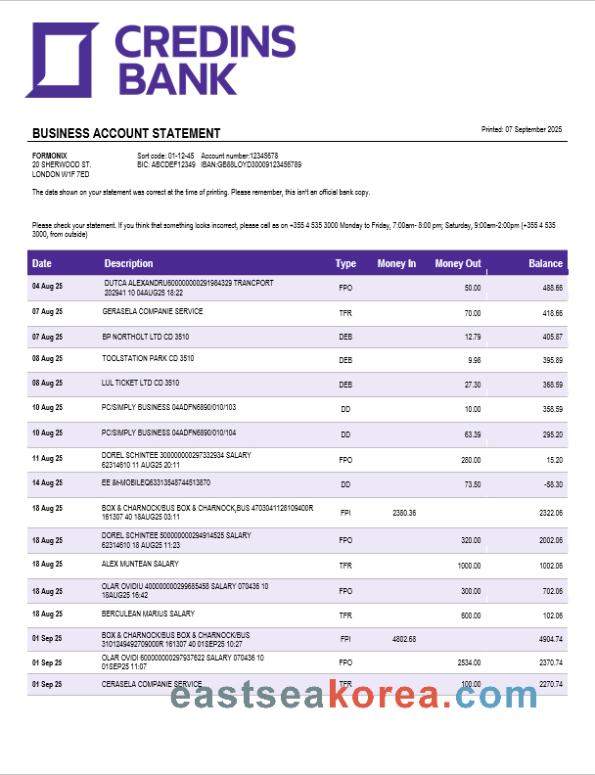 CREDINS
BANK
BUSINESS ACCOUNT STATEMENT
Printed: 07 September 2025
FORMONIX
20 SHERWOOD ST.
LONDON W1F 7ED
Sort code: 01-12-45 Account number:12345678
BIC: ABCDEF12349 IBAN:GB88LOYD30009123456789
The data shown on your statement was correct at the time of printing. Please remember, this isn't an official bank copy.
Please check your statement. If you think that something looks incorrect, please call as on +355 4 535 3000 Monday to Friday, 7:00am- 8:00 pm; Saturday, 9:00am-2:00pm (+355 4 535
3000, from outside)
Date Description Type Money In Money Out Balance
04 Aug 25 DUTCA ALEXANDRU600000000291984329 TRANCPORT FPO 50.00 488.66
202941 10 04AUG25 18:22
07 Aug 25 GERASELA COMPANIE SERVICE TFR 70.00 418.66
07 Aug 25 BP NORTHOLT LTD CD 3510 DEB 12.79 405.87
08 Aug 25 TOOLSTATION PARK CD 3510 DEB 9.98 395.89
08 Aug 25 LUL TICKET LTD CD 3510 DEB 27.30 368.59
10 Aug 25 PC/SIMPLY BUSINESS 04ADFN6890/010/103 DD 10.00 358.59
10 Aug 25 PC/SIMPLY BUSINESS 04ADFN6890/010/104 DD 63.39 295.20
11 Aug 25 DOREL SCHINTEE 300000000297332934 SALARY FPO 280.00 15.20
62314610 11 AUG25 20:11
14 Aug 25 EE &t-MOBILEQ63313548744513870 DD 73.50 -58.30
18 Aug 25 BOX & CHARNOCK/BUS BOX & CHARNOCK,BUS 4703041128109400R FPI 2380.36 2322.06
161307 40 18AUG25 03:11
18 Aug 25 DOREL SCHINTEE 500000000294914525 SALARY FPO 320.00 2002.06
62314610 18 AUG25 11:23
18 Aug 25 ALEX MUNTEAN SALARY TFR 1000.00 1002.06
18 Aug 25 OLAR OVIDIU 400000000299685458 SALARY 070436 10 FPO 300.00 702.06
18AUG25 16:42
18 Aug 25 BERCULEAN MARIUS SALARY TFR 600.00 102.06
01 Sep 25 BOX & CHARNOCK/BUS BOX & CHARNOCK/BUS FPI 4802.68 4904.74
3101249492709000R 161307 40 01AUG25 10:27
01 Sep 25 OLAR OVIDI 600000000297937622 SALARY 070436 10 FPO 2534.00 2370.74
01SEP25 11:07
01 Sep 25 CERASELA COMPANIE SERVICE TFR 100.00 2270.74
eastseakorea.com